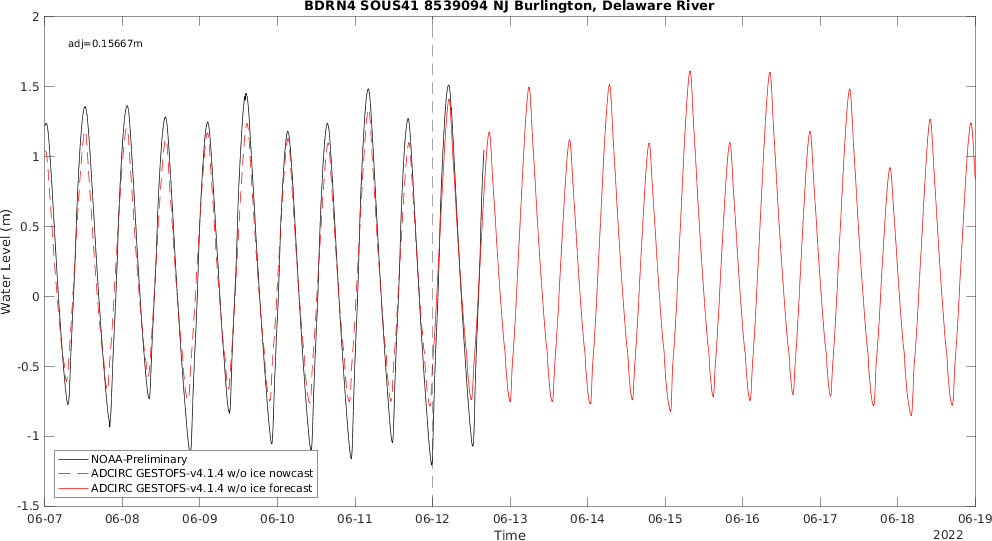 BDRN4 SOUS41 8539094 NJ Burlington, Delaware River
2
adj=0.15667m
1.5
1
0.5
0
-0.5
-1
-1.5
Water Level (m)
NOAA-Preliminary
ADCIRC GESTOFS-v4.1.4 w/o ice nowcast
ADCIRC GESTOFS-v4.1.4 w/o ice forecast
06-07 06-08 06-09 06-10 06-11 06-12 06-13 06-14 06-15 06-16 06-17 06-18 06-19
Time
2022